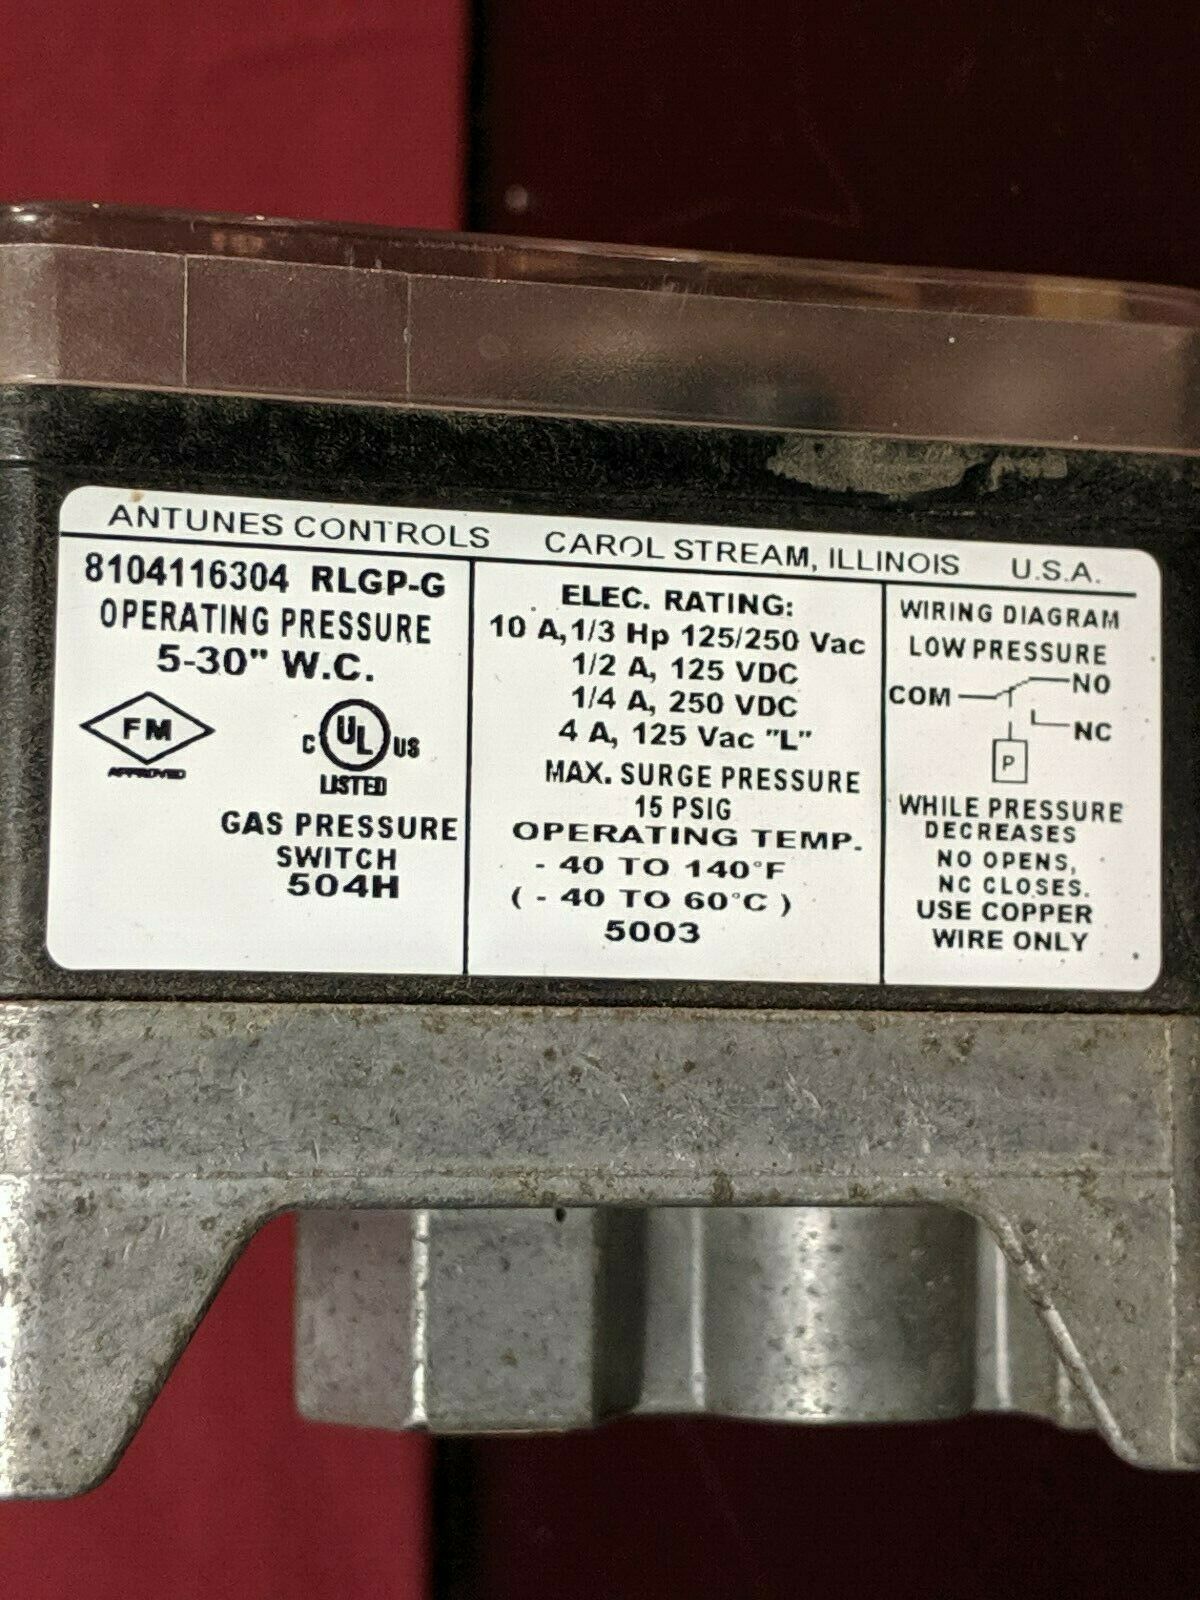 ANTUNES CONTROLS CAROL STREAM, ILLINOIS U.S.A.
8104116304 RLGP-G
OPERATING PRESSURE
5-30" W.C.
FM
APPROVED
C UL US
LISTED
GAS PRESSURE
SWITCH
504H
ELEC. RATING:
10 A,1/3 Hp 125/250 Vac
1/2 A, 125 VDC
1/4 A, 250 VDC
4 A, 125 Vac "L"
MAX. SURGE PRESSURE
15 PSIG
OPERATING TEMP.
- 40 TO 140°F
( - 40 TO 60°C )
5003
WIRING DIAGRAM
LOW PRESSURE
NO
COM
NC
P
WHILE PRESSURE
DECREASES
NO OPENS,
NC CLOSES.
USE COPPER
WIRE ONLY